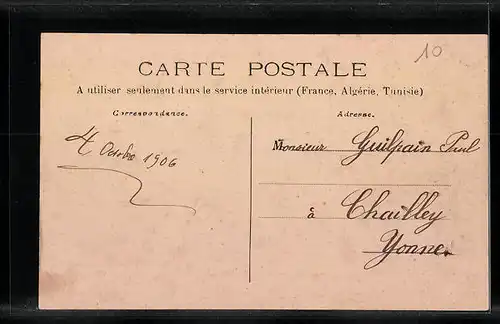 10
CARTE POSTALE
A utiliser seulement dans le service intérieur (France, Algérie, Tunisie)
Correspondance.
4 Octobre 1906
Adresse.
Monsieur Guilpain Paul
à Chailley
Yonne.